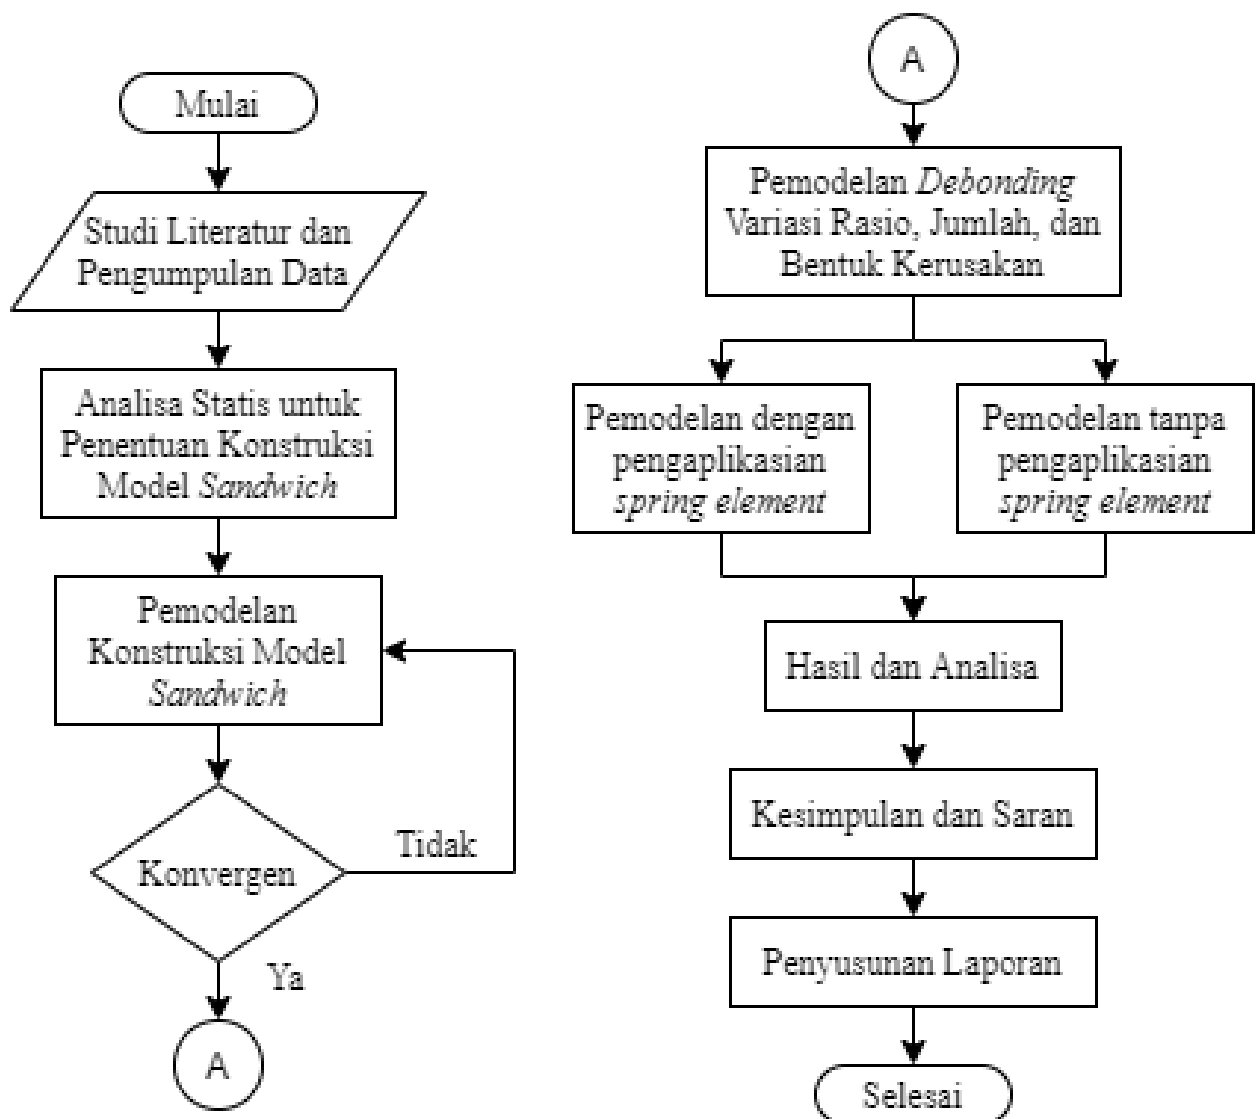 Mulai
Studi Literatur dan
Pengumpulan Data
Analisa Statis untuk
Penentuan Konstruksi
Model Sandwich
Pemodelan
Konstruksi Model
Sandwich
Konvergen
Tidak
Ya
A
A
Pemodelan Debonding
Variasi Rasio, Jumlah, dan
Bentuk Kerusakan
Pemodelan dengan
pengaplikasian
spring element
Pemodelan tanpa
pengaplikasian
spring element
Hasil dan Analisa
Kesimpulan dan Saran
Penyusunan Laporan
Selesai